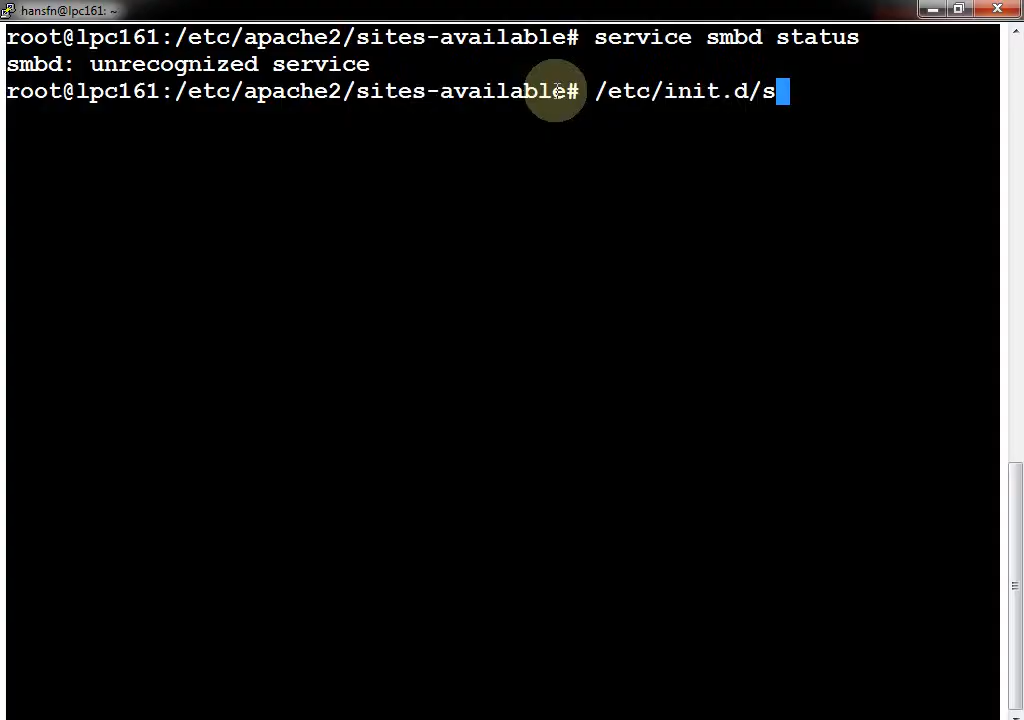 hansfn@lpc161: ~
root@lpc161:/etc/apache2/sites-available# service smbd status
smbd: unrecognized service
root@lpc161:/etc/apache2/sites-available# /etc/init.d/s